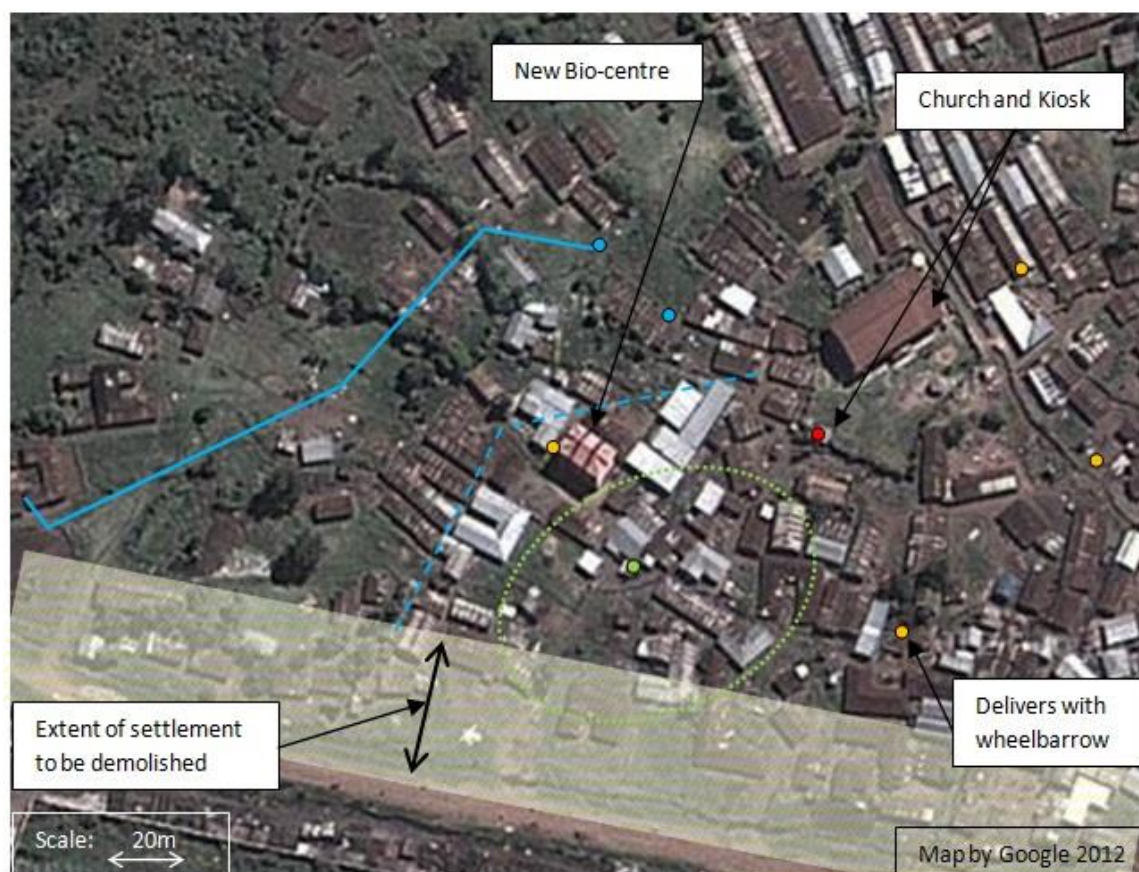 New Bio-centre
Church and Kiosk
Extent of settlement
to be demolished
Delivers with
wheelbarrow
Scale: 20m
Map by Google 2012